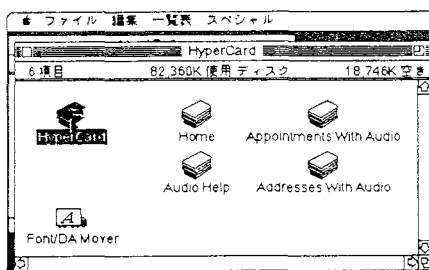 ファイル 編集 一覧表 スペシャル
HyperCard
6 項目 82,360K 使用 ディスク 18,746K 空き
HyperCard Home Appointments With Audio
Audio Help Addresses With Audio
Font/DA Mover